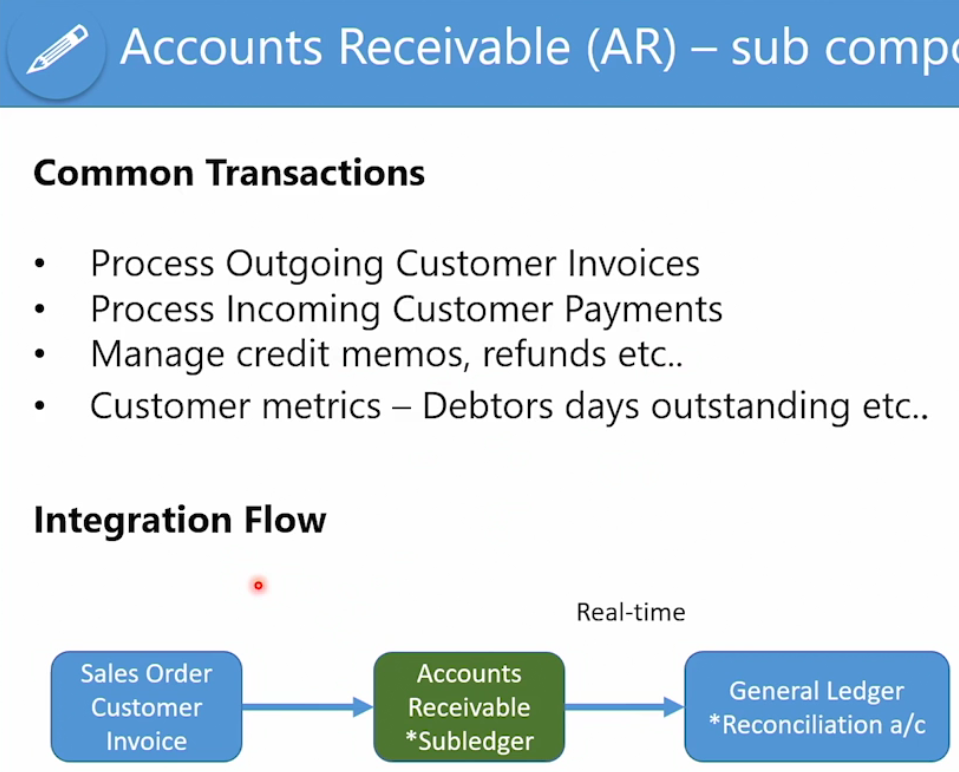 Accounts Receivable (AR) – sub
Common Transactions
• Process Outgoing Customer Invoices
• Process Incoming Customer Payments
• Manage credit memos, refunds etc..
• Customer metrics – Debtors days outstanding etc..
Integration Flow
Real-time
Sales Order
Customer
Invoice
Accounts
Receivable
*Subledger
General Ledger
*Reconciliation a/c